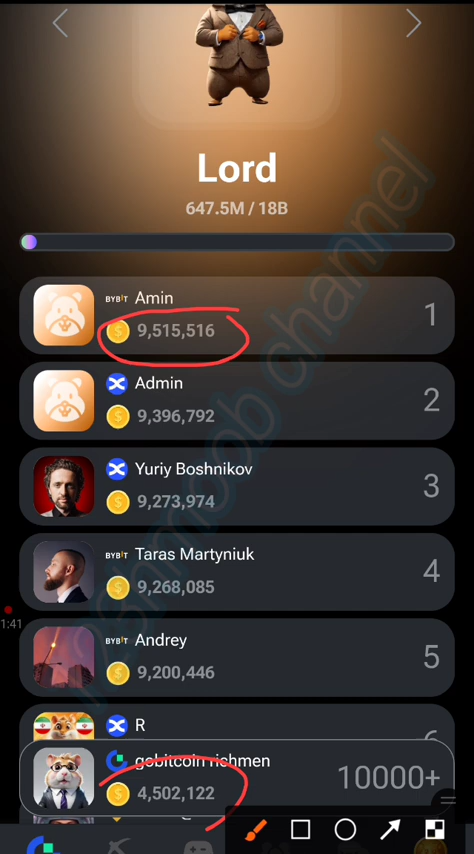 Lord
647.5M / 18B
BYBIT Amin
9,515,516
1
Admin
9,396,792
2
Yuriy Boshnikov
9,273,974
3
BYBIT Taras Martyniuk
9,268,085
4
BYBIT Andrey
9,200,446
5
1:41
R
gobitcoin rishmen
4,502,122
10000+